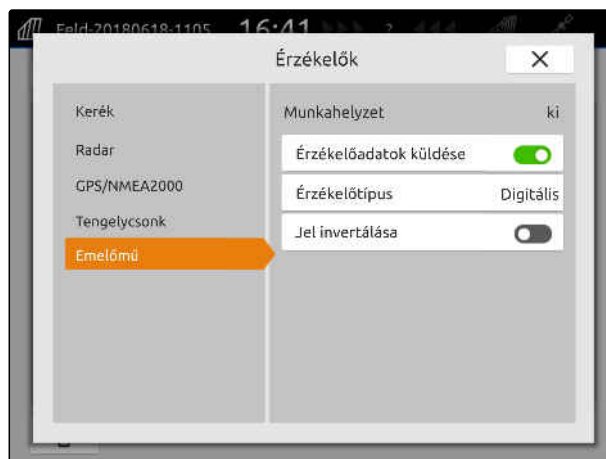 Feld-20180618-1105 16:41 ?
Érzékelők
Kerék
Radar
GPS/NMEA2000
Tengelycsonk
Emelőmű
Munkahelyzet ki
Érzékelőadatok küldése
Érzékelőtípus Digitális
Jel invertálása